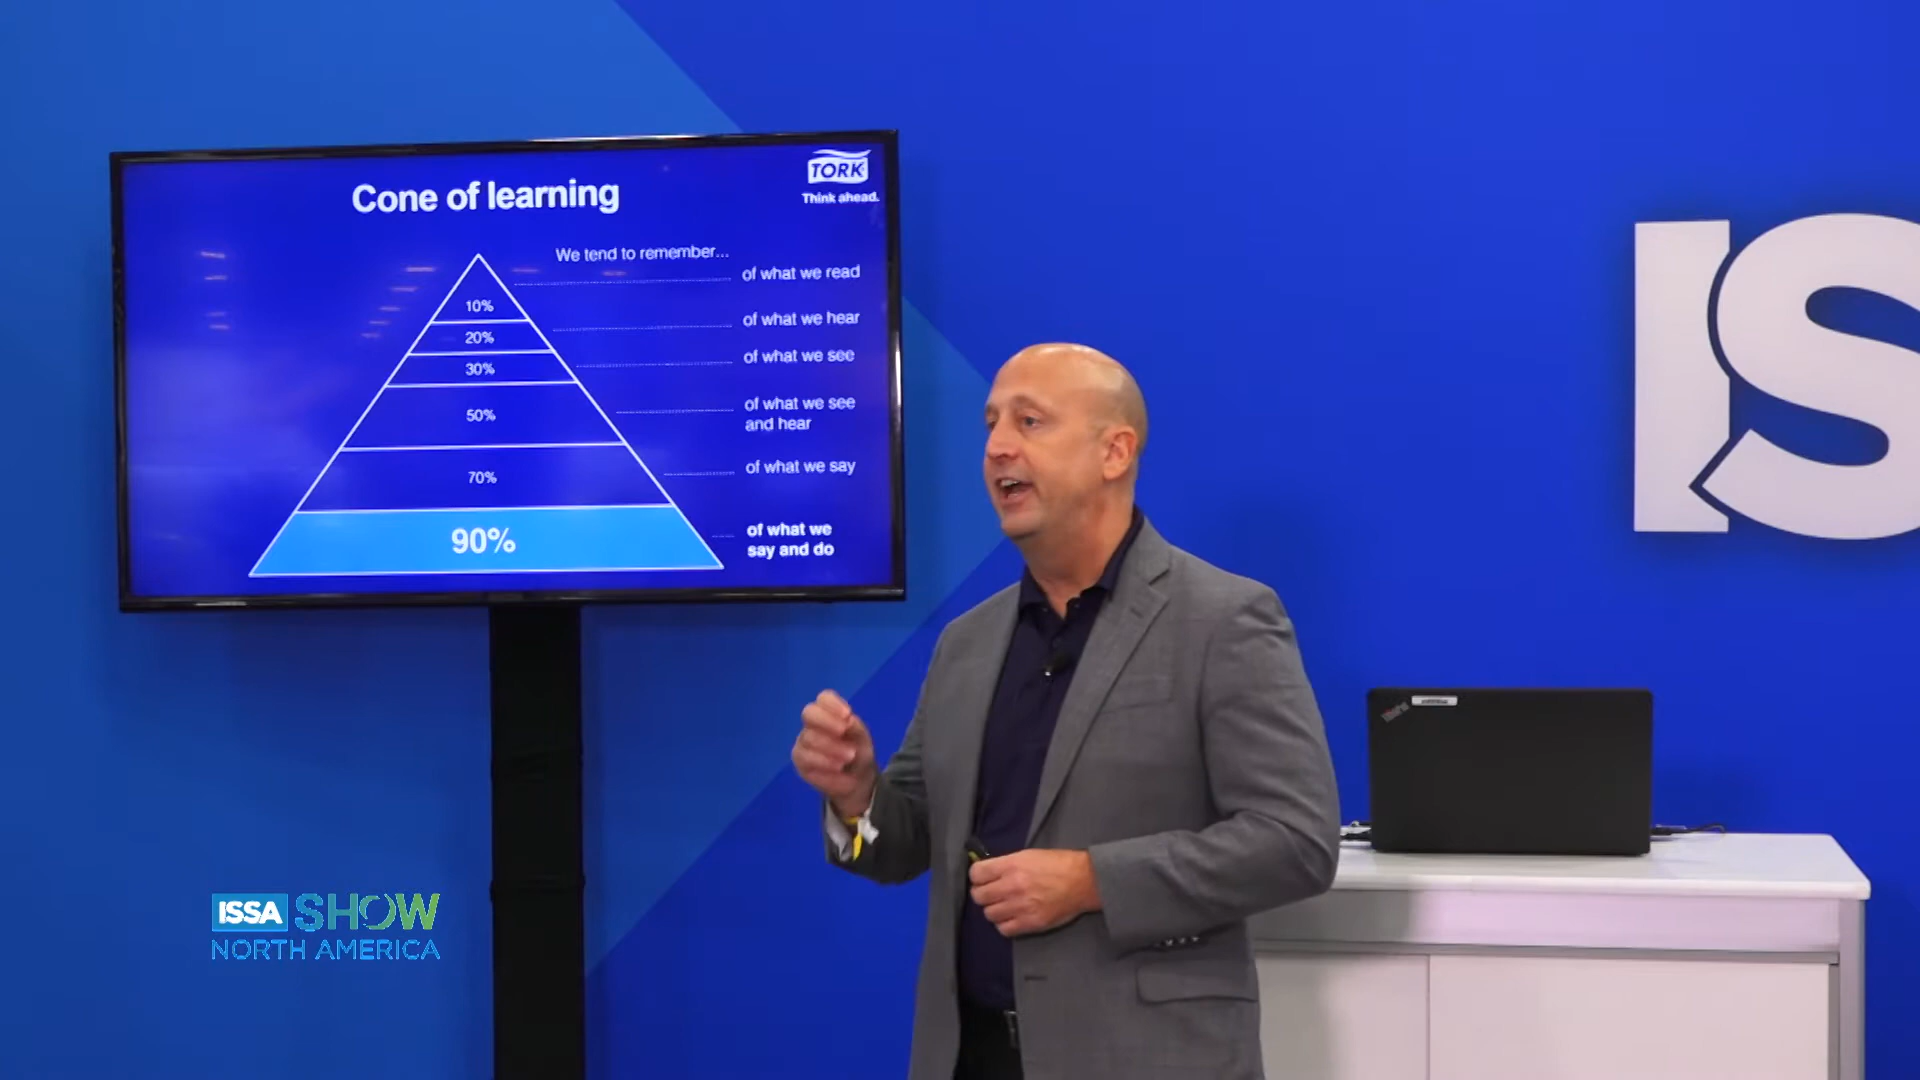 Cone of learning
TORK
Think ahead.
We tend to remember...
10%
of what we read
20%
of what we hear
30%
of what we see
50%
of what we see
and hear
70%
of what we say
90%
of what we
say and do
IS
ThinkPad
ISSA SHOW
NORTH AMERICA